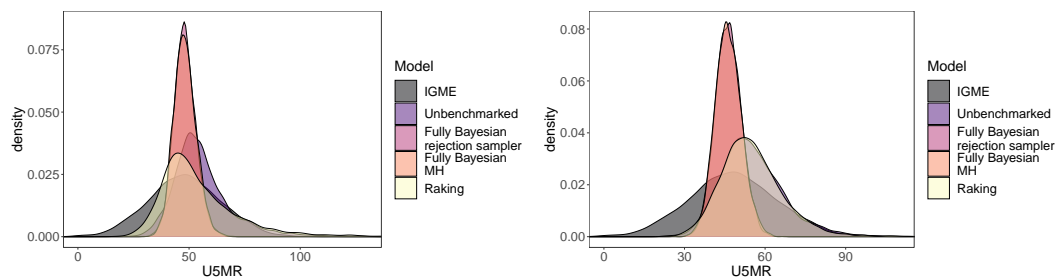 density
0.075
0.050
0.025
0.000
0
50
100
U5MR
Model
IGME
Unbenchmarked
Fully Bayesian
rejection sampler
Fully Bayesian
MH
Raking
density
0.08
0.06
0.04
0.02
0.00
0
30
60
90
U5MR
Model
IGME
Unbenchmarked
Fully Bayesian
rejection sampler
Fully Bayesian
MH
Raking